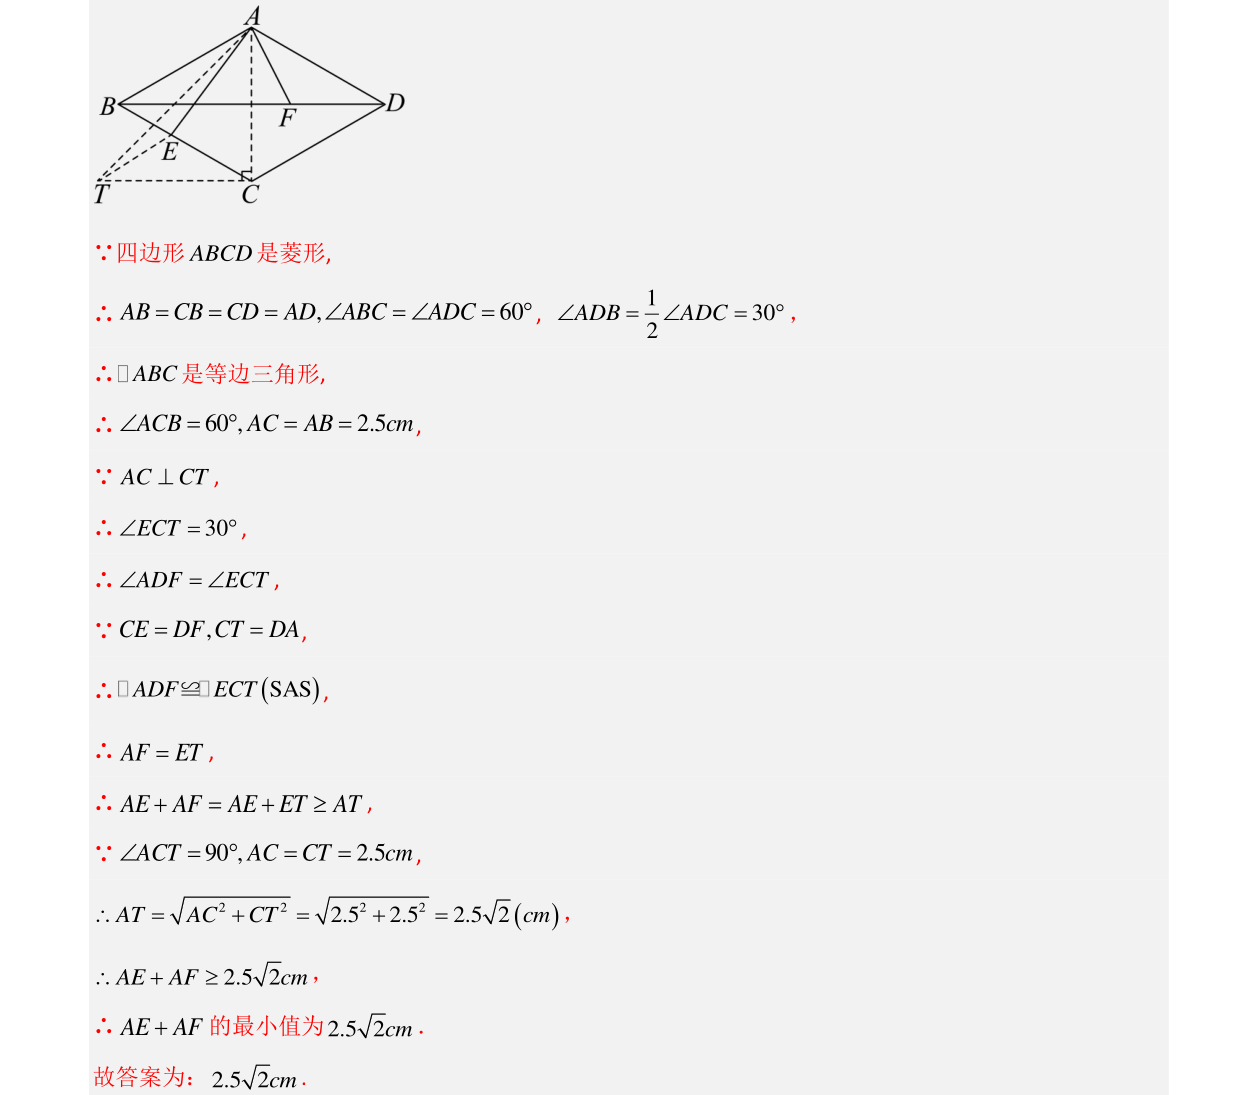 A
B
D
F
E
T
C
∵四边形ABCD是菱形,
∴ AB=CB=CD=AD,∠ABC=∠ADC=60°, ∠ADB=1/2∠ADC=30°，
∴□ABC是等边三角形,
∴∠ACB=60°,AC=AB=2.5cm,
∵ AC⊥CT,
∴∠ECT=30°,
∴∠ADF=∠ECT,
∵CE=DF,CT=DA,
∴□ADF≌□ECT(SAS),
∴ AF=ET,
∴ AE+AF=AE+ET≥AT,
∵∠ACT=90°,AC=CT=2.5cm,
∴AT=√(AC²+CT²)=√(2.5²+2.5²)=2.5√2(cm)，
∴AE+AF≥2.5√2cm，
∴ AE+AF的最小值为2.5√2cm．
故答案为：2.5√2cm．